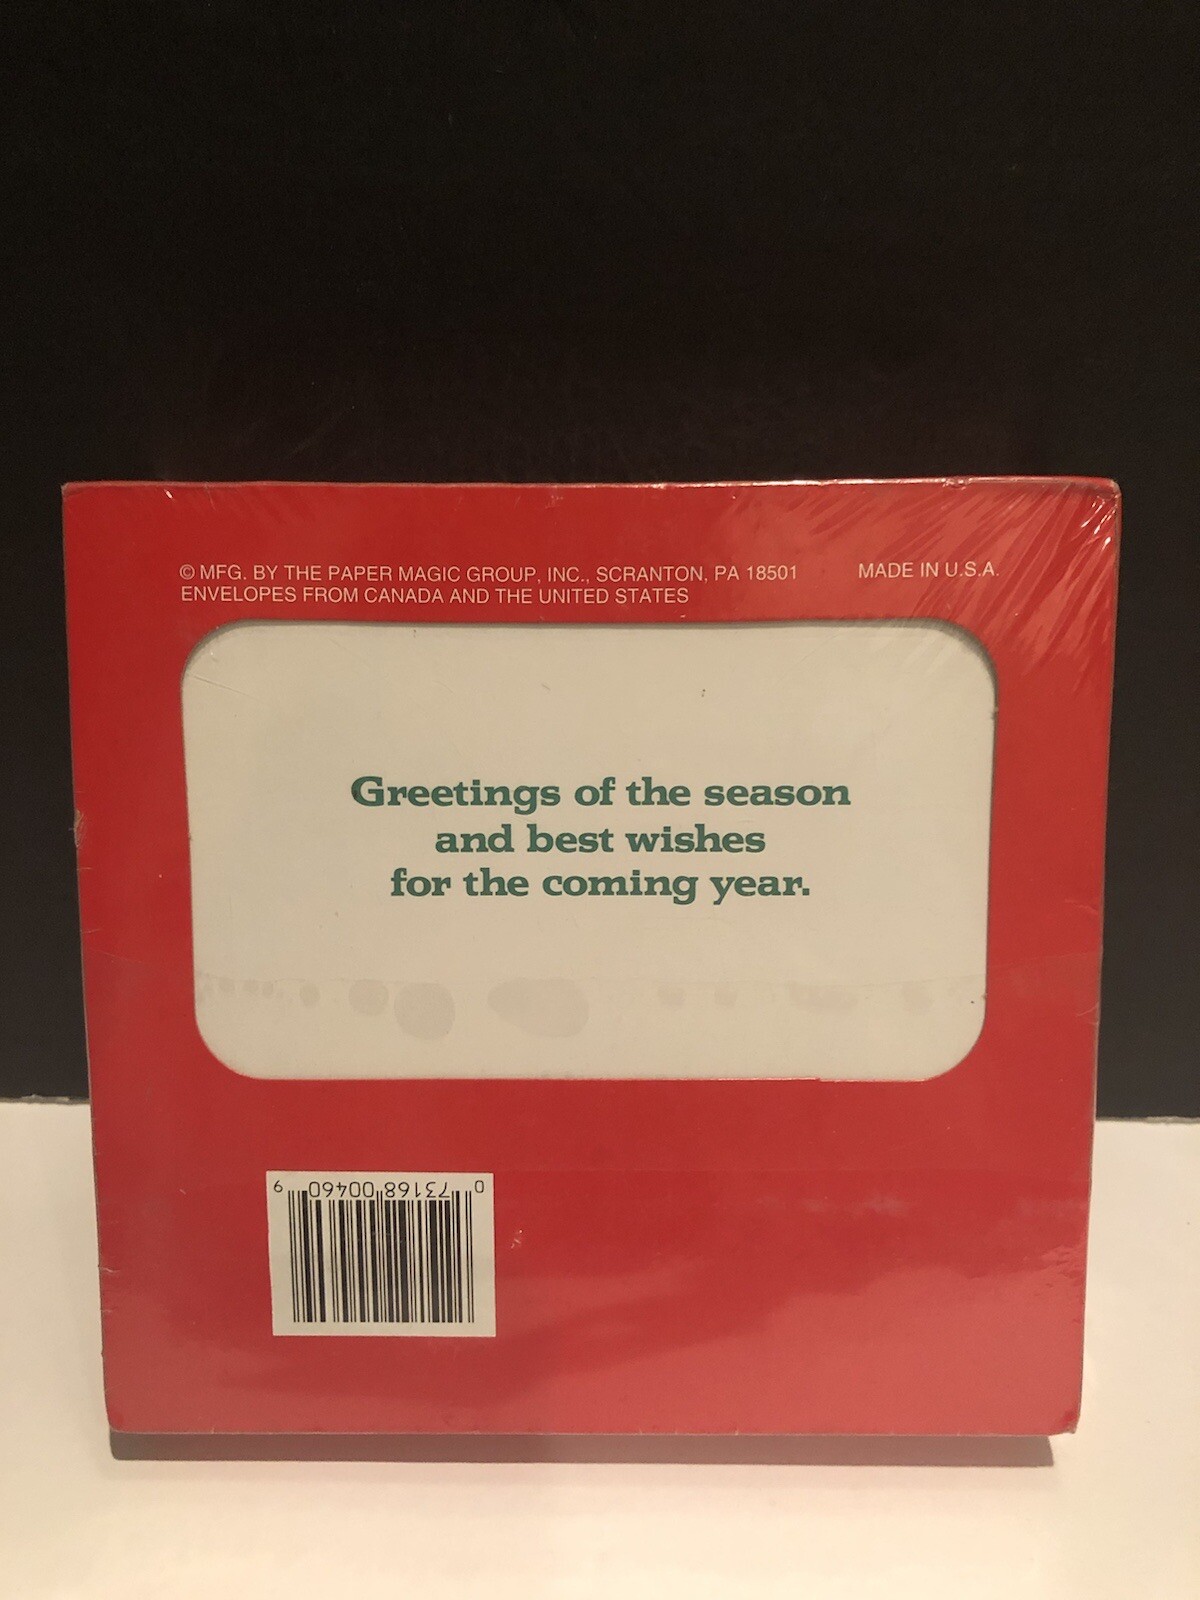 © MFG. BY THE PAPER MAGIC GROUP, INC., SCRANTON, PA 18501 MADE IN U.S.A.
ENVELOPES FROM CANADA AND THE UNITED STATES
Greetings of the season
and best wishes
for the coming year.
0 73168 00460 9